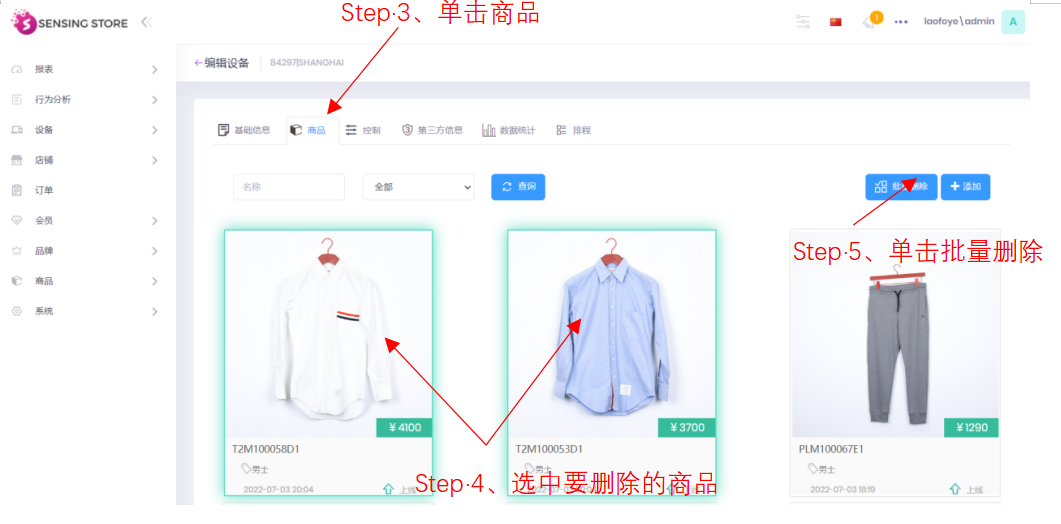 Step·3、单击商品
SENSING STORE
1
laofoye\admin
A
报表
行为分析
设备
店铺
订单
会员
品牌
商品
系统
编辑设备
84297|SHANGHAI
基础信息
商品
控制
第三方信息
数据统计
排程
名称
全部
查询
批量删除
添加
Step·5、单击批量删除
¥4100
¥3700
¥1290
T2M100058D1
T2M100053D1
PLM100067E1
男士
男士
男士
2022-07-03 20:04
上线
上线
2022-07-03 18:19
上线
Step·4、选中要删除的商品